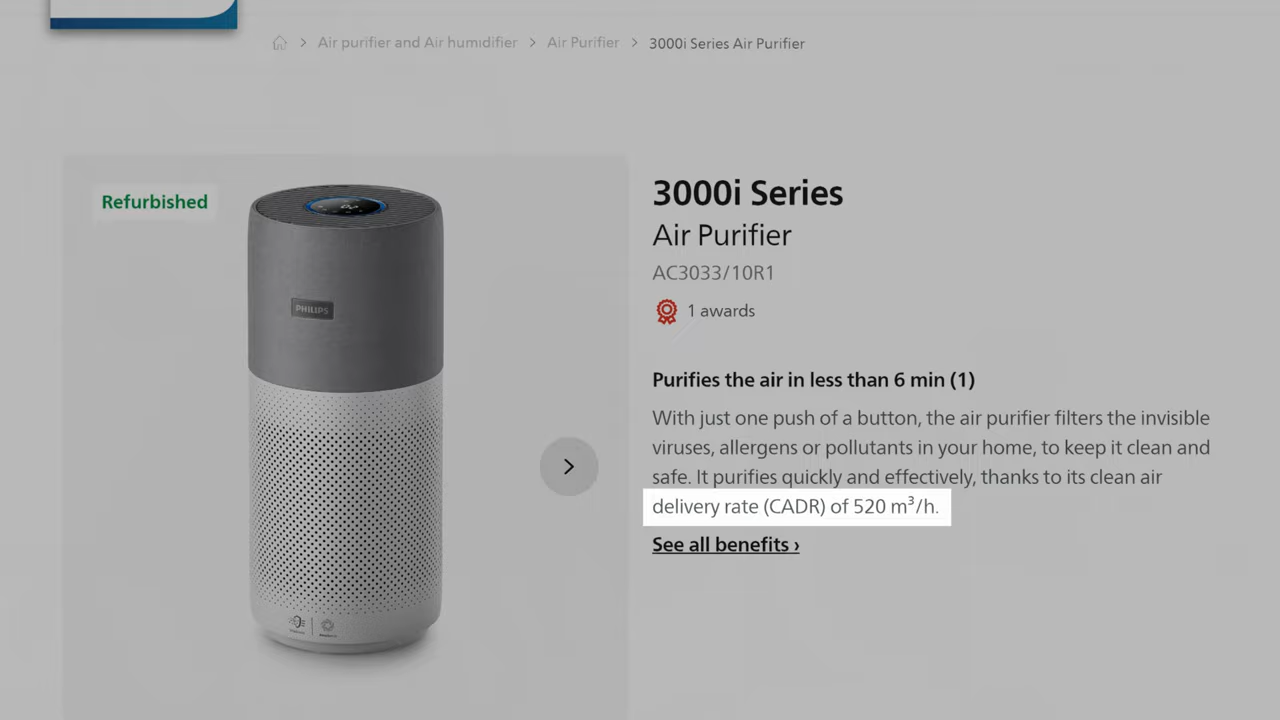 Air purifier and Air humidifier > Air Purifier > 3000i Series Air Purifier
Refurbished
PHILIPS
3000i Series
Air Purifier
AC3033/10R1
1 awards
Purifies the air in less than 6 min (1)
With just one push of a button, the air purifier filters the invisible
viruses, allergens or pollutants in your home, to keep it clean and
safe. It purifies quickly and effectively, thanks to its clean air
delivery rate (CADR) of 520 m³/h.
See all benefits ›